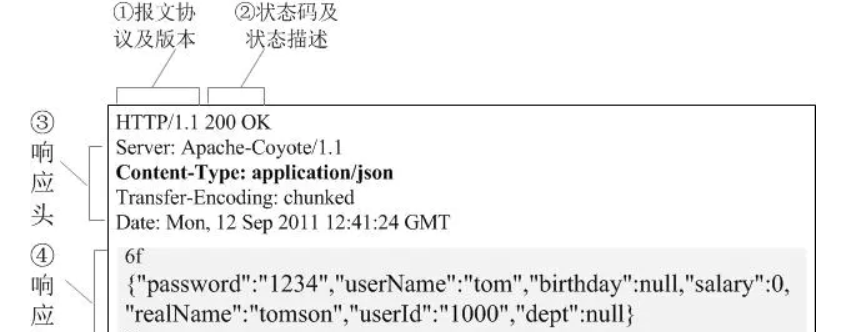 ①报文协
议及版本
②状态码及
状态描述
HTTP/1.1 200 OK
③
响
应
头
Server: Apache-Coyote/1.1
Content-Type: application/json
Transfer-Encoding: chunked
Date: Mon, 12 Sep 2011 12:41:24 GMT
④
响
应
6f
{"password":"1234","userName":"tom","birthday":null,"salary":0,
"realName":"tomson","userId":"1000","dept":null}